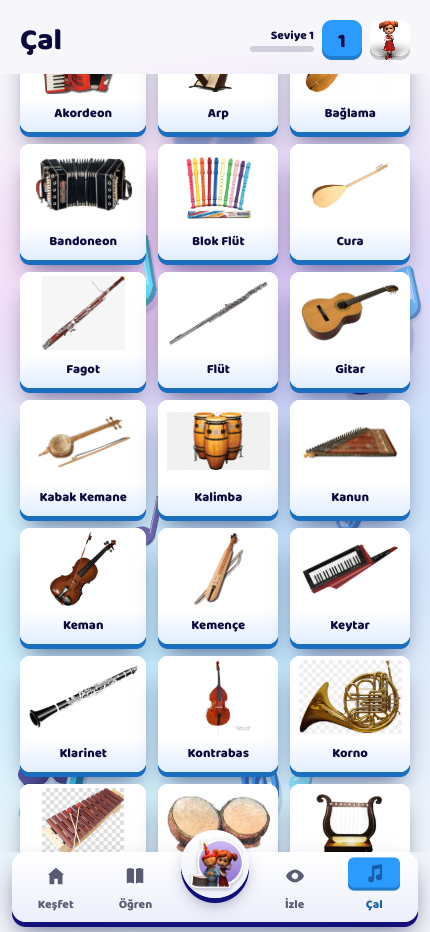 Çal
Seviye 1
1
Akordeon
Arp
Bağlama
Bandoneon
Blok Flüt
Cura
Fagot
Flüt
Gitar
Kabak Kemane
Kalimba
Kanun
Keman
Kemençe
Keytar
Klarinet
Kontrabas
Korno
Keşfet
Öğren
İzle
Çal